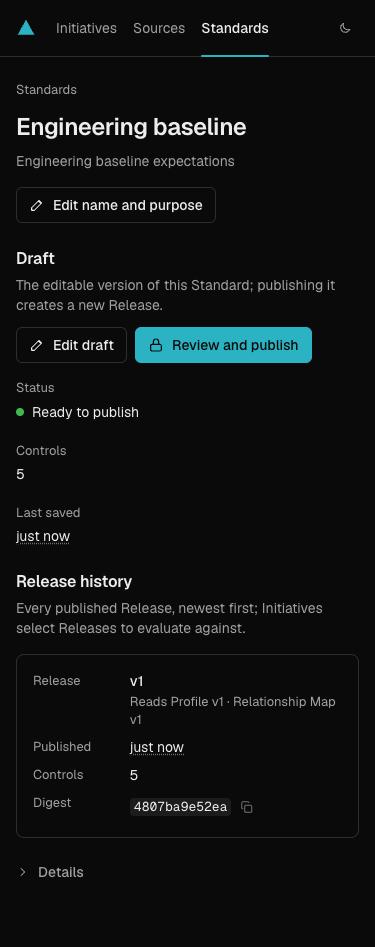 Initiatives Sources Standards
Standards
Engineering baseline
Engineering baseline expectations
Edit name and purpose
Draft
The editable version of this Standard; publishing it
creates a new Release.
Edit draft Review and publish
Status
Ready to publish
Controls
5
Last saved
just now
Release history
Every published Release, newest first; Initiatives
select Releases to evaluate against.
Release v1
Reads Profile v1 · Relationship Map
v1
Published just now
Controls 5
Digest 4807ba9e52ea
Details